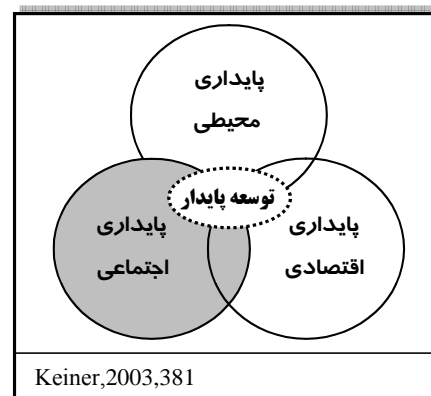 پایداری
محیطی
توسعه پایدار
پایداری
اجتماعی
پایداری
اقتصادی
Keiner,2003,381